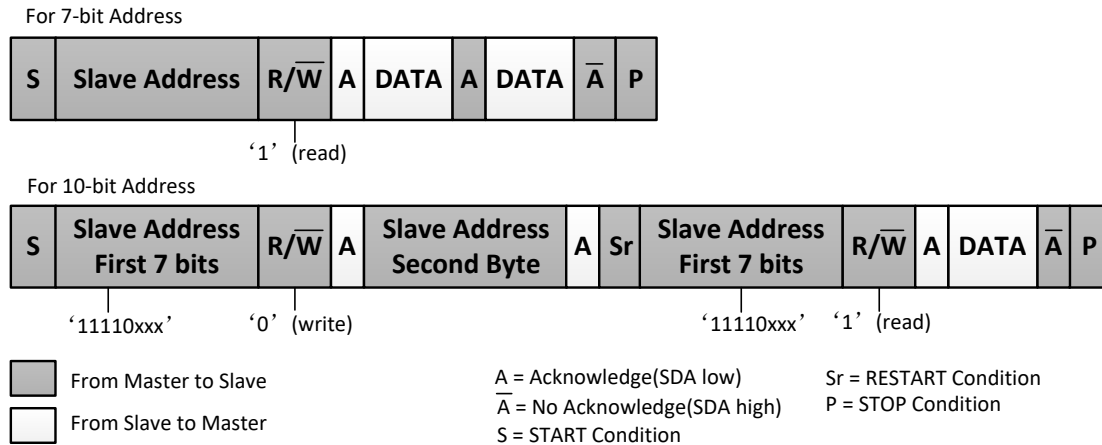 For 7-bit Address
S Slave Address R/W̅ A DATA A DATA A̅ P
‘1’ (read)
For 10-bit Address
S Slave Address First 7 bits R/W̅ A Slave Address Second Byte A Sr Slave Address First 7 bits R/W̅ A DATA A̅ P
‘11110xxx’ ‘0’ (write) ‘11110xxx’ ‘1’ (read)
From Master to Slave
From Slave to Master
A = Acknowledge(SDA low)
A̅ = No Acknowledge(SDA high)
S = START Condition
Sr = RESTART Condition
P = STOP Condition